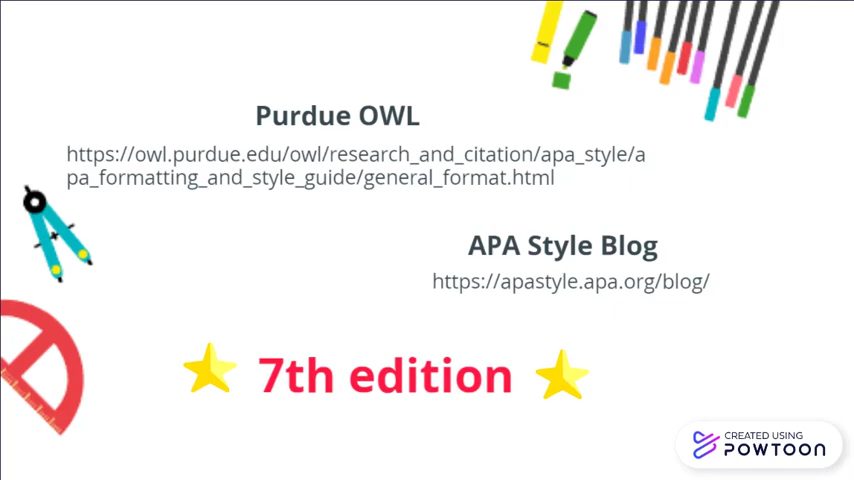 Purdue OWL
https://owl.purdue.edu/owl/research_and_citation/apa_style/a
pa_formatting_and_style_guide/general_format.html
APA Style Blog
https://apastyle.apa.org/blog/
7th edition
CREATED USING
POWTOON